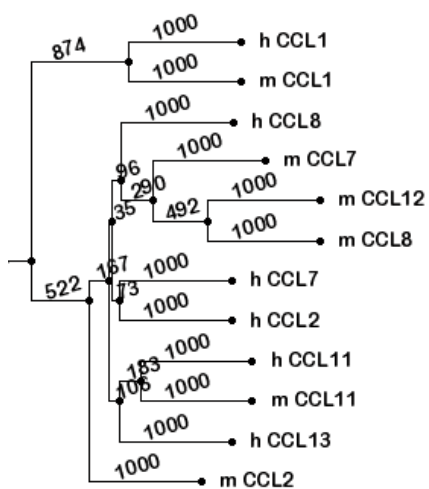 1000
h CCL1
874
1000
m CCL1
1000
h CCL8
96
1000
m CCL7
290
1000
m CCL12
35
492
1000
m CCL8
167
1000
h CCL7
522
73
1000
h CCL2
1000
h CCL11
183
1000
m CCL11
106
1000
h CCL13
1000
m CCL2